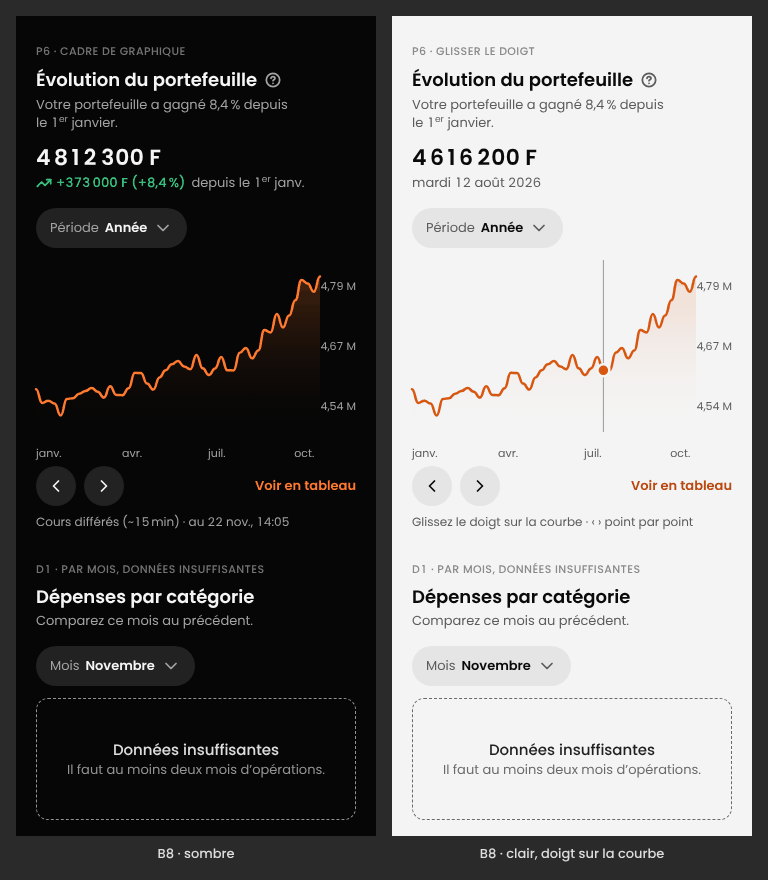 P6 · CADRE DE GRAPHIQUE
Évolution du portefeuille
Votre portefeuille a gagné 8,4 % depuis
le 1er janvier.
4 812 300 F
+373 000 F (+8,4 %) depuis le 1er janv.
Période Année
4,79 M
4,67 M
4,54 M
janv. avr. juil. oct.
Voir en tableau
Cours différés (~15 min) · au 22 nov., 14:05
D1 · PAR MOIS, DONNÉES INSUFFISANTES
Dépenses par catégorie
Comparez ce mois au précédent.
Mois Novembre
Données insuffisantes
Il faut au moins deux mois d’opérations.
B8 · sombre
P6 · GLISSER LE DOIGT
Évolution du portefeuille
Votre portefeuille a gagné 8,4 % depuis
le 1er janvier.
4 616 200 F
mardi 12 août 2026
Période Année
4,79 M
4,67 M
4,54 M
janv. avr. juil. oct.
Voir en tableau
Glissez le doigt sur la courbe · ‹ › point par point
D1 · PAR MOIS, DONNÉES INSUFFISANTES
Dépenses par catégorie
Comparez ce mois au précédent.
Mois Novembre
Données insuffisantes
Il faut au moins deux mois d’opérations.
B8 · clair, doigt sur la courbe